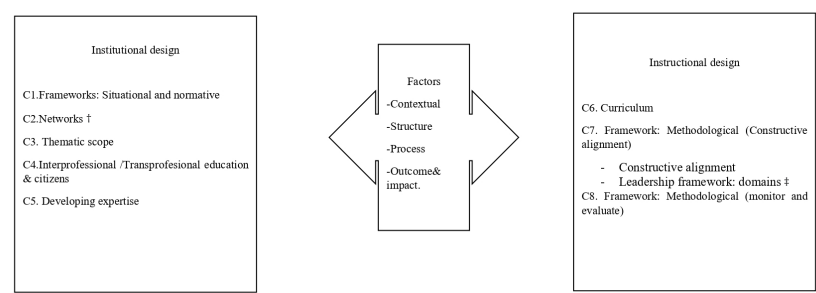 Institutional design
C1.Frameworks: Situational and normative
C2.Networks †
C3. Thematic scope
C4.Interprofessional /Transprofesional education
& citizens
C5. Developing expertise
Factors
-Contextual
-Structure
-Process
-Outcome&
impact.
Instructional design
C6. Curriculum
C7. Framework: Methodological (Constructive
alignment)
- Constructive alignment
- Leadership framework: domains ‡
C8. Framework: Methodological (monitor and
evaluate)